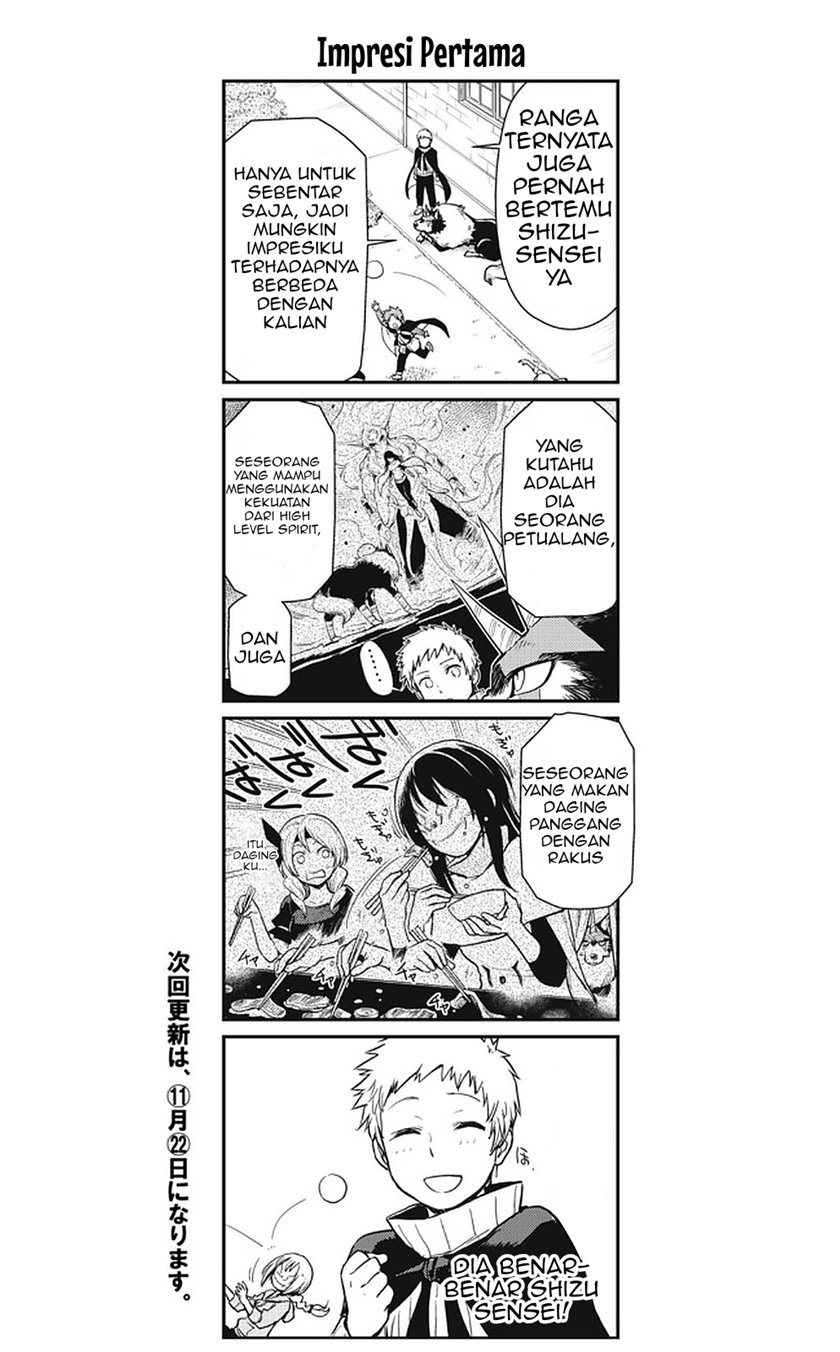 Impresi Pertama
RANGA
TERNYATA
JUGA
PERNAH
BERTEMU
SHIZU-
SENSEI
YA
HANYA UNTUK
SEBENTAR
SAJA, JADI
MUNGKIN
IMPRESIKU
TERHADAPNYA
BERBEDA
DENGAN
KALIAN
YANG
KUTAHU
ADALAH
DIA
SEORANG
PETUALANG,
SESEORANG
YANG MAMPU
MENGGUNAKAN
KEKUATAN
DARI HIGH
LEVEL SPIRIT,
DAN
JUGA
......
SESEORANG
YANG MAKAN
DAGING
PANGGANG
DENGAN
RAKUS
ITU
DAGING
KU...
ほ。
DIA BENAR-
BENAR SHIZU
SENSEI!
次回更新は、⑪月㉒日になります。